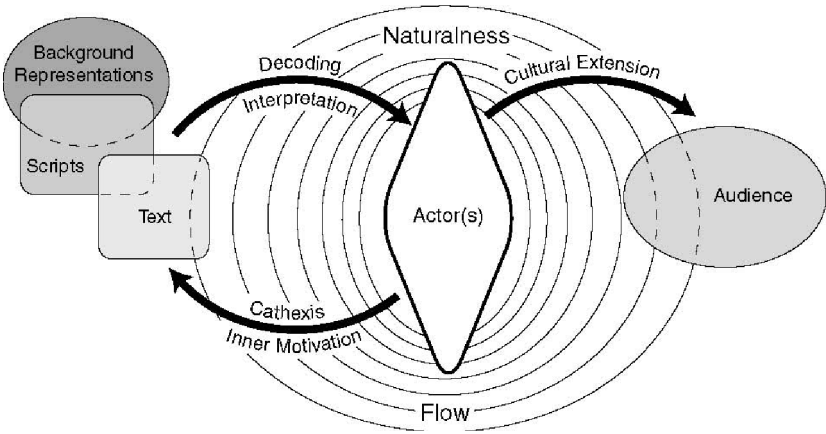 Background
Representations
Scripts
Text
Decoding
Interpretation
Naturalness
Cultural Extension
Actor(s)
Audience
Cathexis
Inner Motivation
Flow